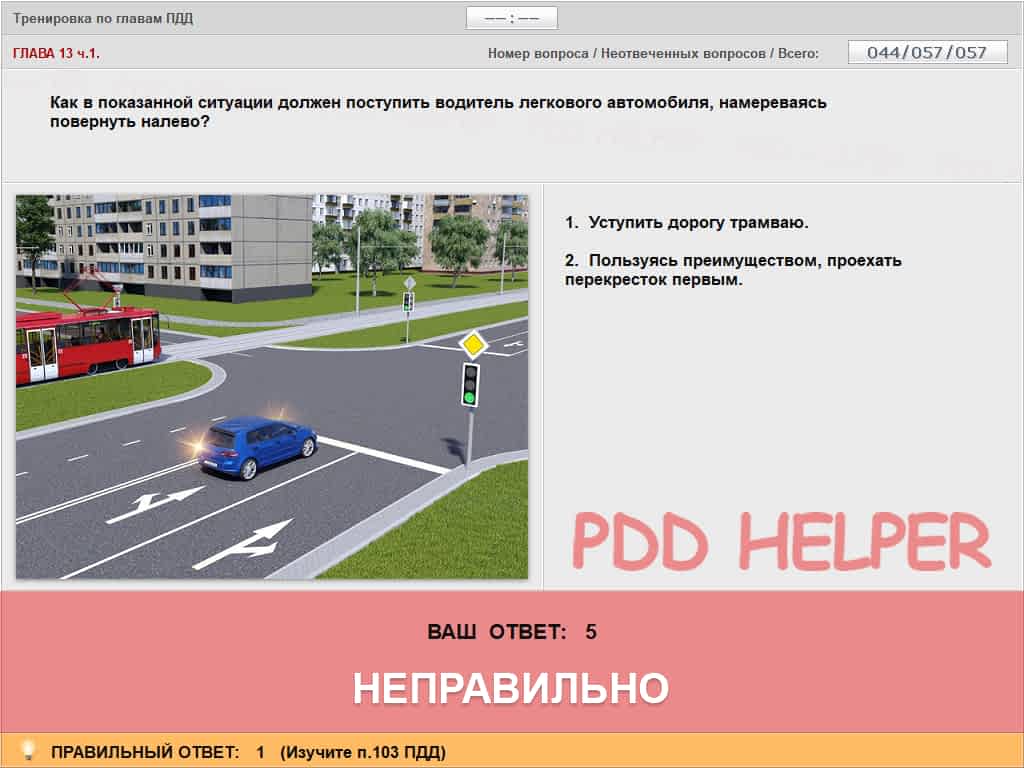 Тренировка по главам ПДД
—— : ——
ГЛАВА 13 ч.1.
Номер вопроса / Неотвеченных вопросов / Всего:
044/057/057
Как в показанной ситуации должен поступить водитель легкового автомобиля, намереваясь
повернуть налево?
1. Уступить дорогу трамваю.
2. Пользуясь преимуществом, проехать
перекресток первым.
PDD HELPER
ВАШ ОТВЕТ: 5
НЕПРАВИЛЬНО
ПРАВИЛЬНЫЙ ОТВЕТ: 1 (Изучите п.103 ПДД)